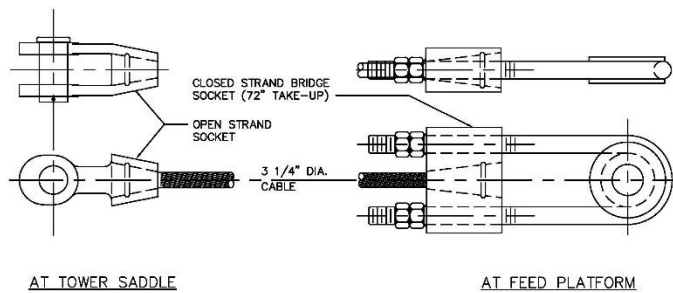 CLOSED STRAND BRIDGE
SOCKET (72" TAKE-UP)
OPEN STRAND
SOCKET
3 1/4" DIA.
CABLE
AT TOWER SADDLE
AT FEED PLATFORM